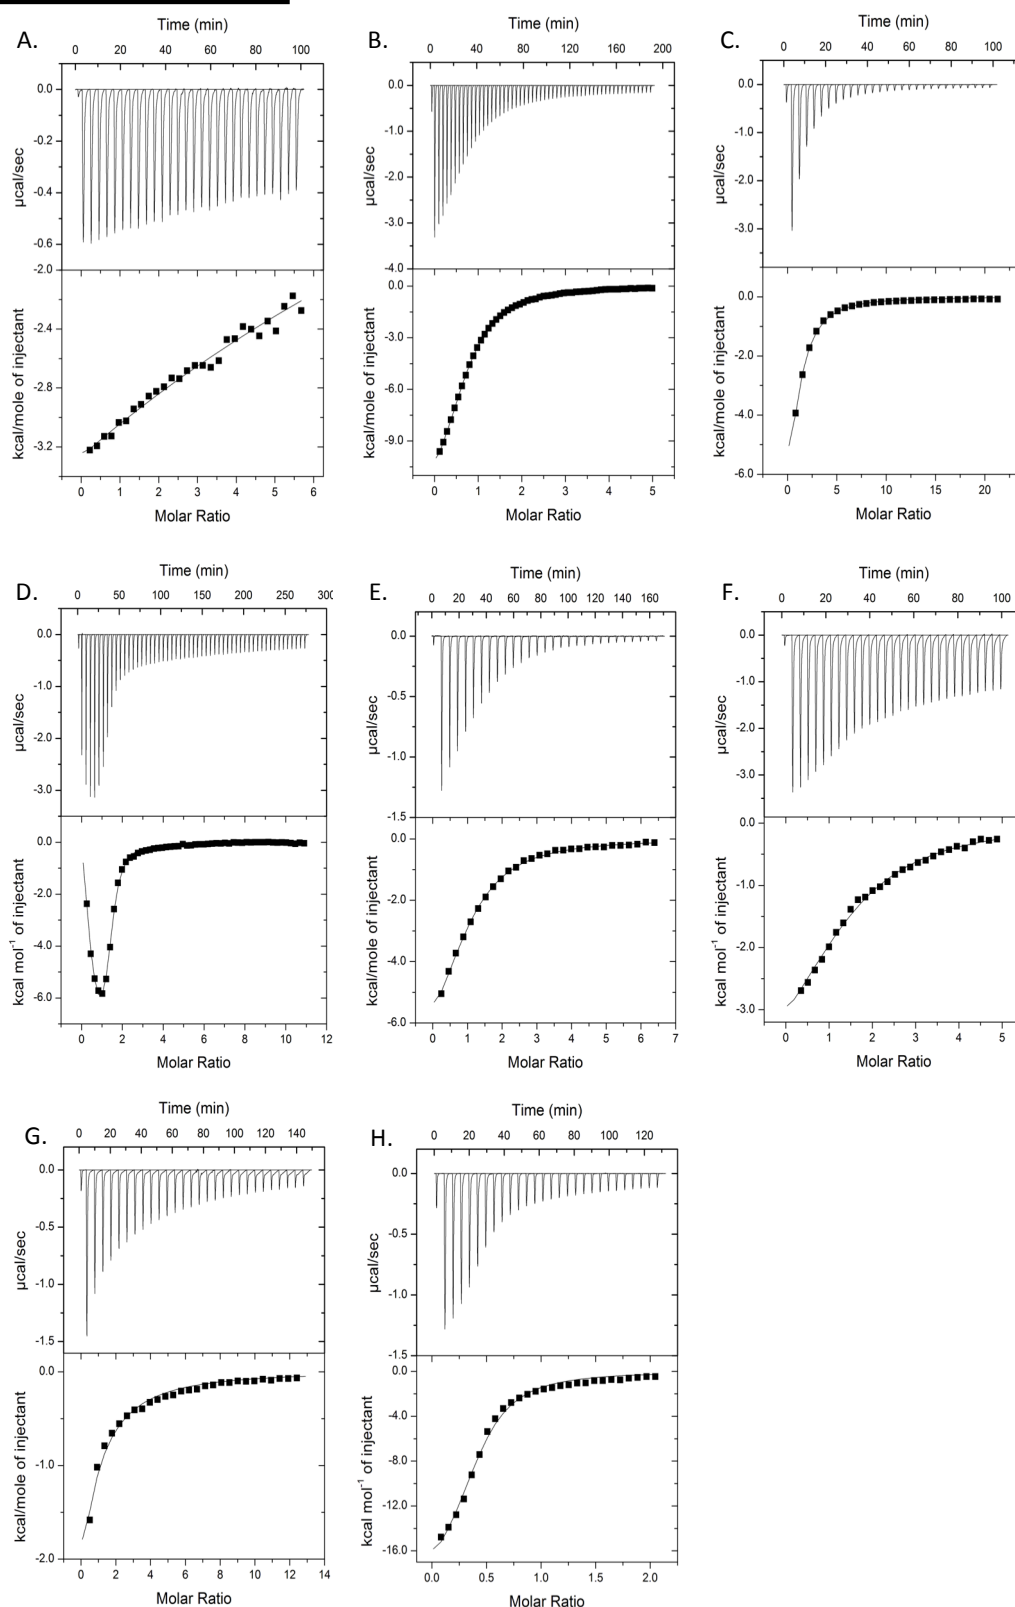 A.
Time (min)
0 20 40 60 80 100
0.0
-0.2
-0.4
-0.6
µcal/sec
-2.0
-2.4
-2.8
-3.2
kcal/mole of injectant
0 1 2 3 4 5 6
Molar Ratio
B.
Time (min)
0 40 80 120 160 200
0.0
-1.0
-2.0
-3.0
-4.0
µcal/sec
0.0
-3.0
-6.0
-9.0
kcal/mole of injectant
0 1 2 3 4 5
Molar Ratio
C.
Time (min)
0 20 40 60 80 100
0.0
-1.0
-2.0
-3.0
µcal/sec
0.0
-2.0
-4.0
-6.0
kcal/mole of injectant
0 5 10 15 20
Molar Ratio
D.
Time (min)
0 50 100 150 200 250 300
0.0
-1.0
-2.0
-3.0
µcal/sec
0.0
-2.0
-4.0
-6.0
kcal mol⁻¹ of injectant
0 2 4 6 8 10 12
Molar Ratio
E.
Time (min)
0 20 40 60 80 100 120 140 160
0.0
-0.5
-1.0
-1.5
µcal/sec
0.0
-2.0
-4.0
-6.0
kcal/mole of injectant
0 1 2 3 4 5 6 7
Molar Ratio
F.
Time (min)
0 20 40 60 80 100
0.0
-1.0
-2.0
-3.0
µcal/sec
0.0
-1.0
-2.0
-3.0
kcal mol⁻¹ of injectant
0 1 2 3 4 5
Molar Ratio
G.
Time (min)
0 20 40 60 80 100 120 140
0.0
-0.5
-1.0
-1.5
µcal/sec
0.0
-1.0
-2.0
kcal/mole of injectant
0 2 4 6 8 10 12 14
Molar Ratio
H.
Time (min)
0 20 40 60 80 100 120
0.0
-0.5
-1.0
-1.5
µcal/sec
0.0
-4.0
-8.0
-12.0
-16.0
kcal mol⁻¹ of injectant
0.0 0.5 1.0 1.5 2.0
Molar Ratio